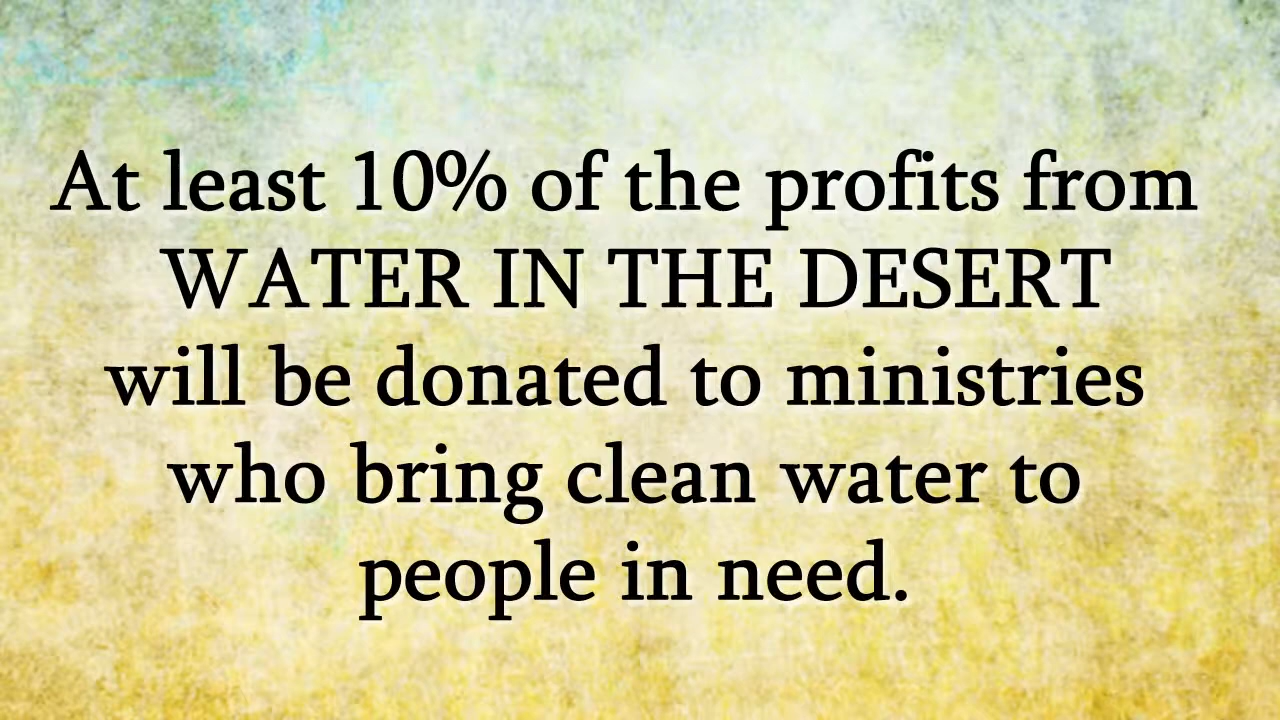 At least 10% of the profits from
WATER IN THE DESERT
will be donated to ministries
who bring clean water to
people in need.